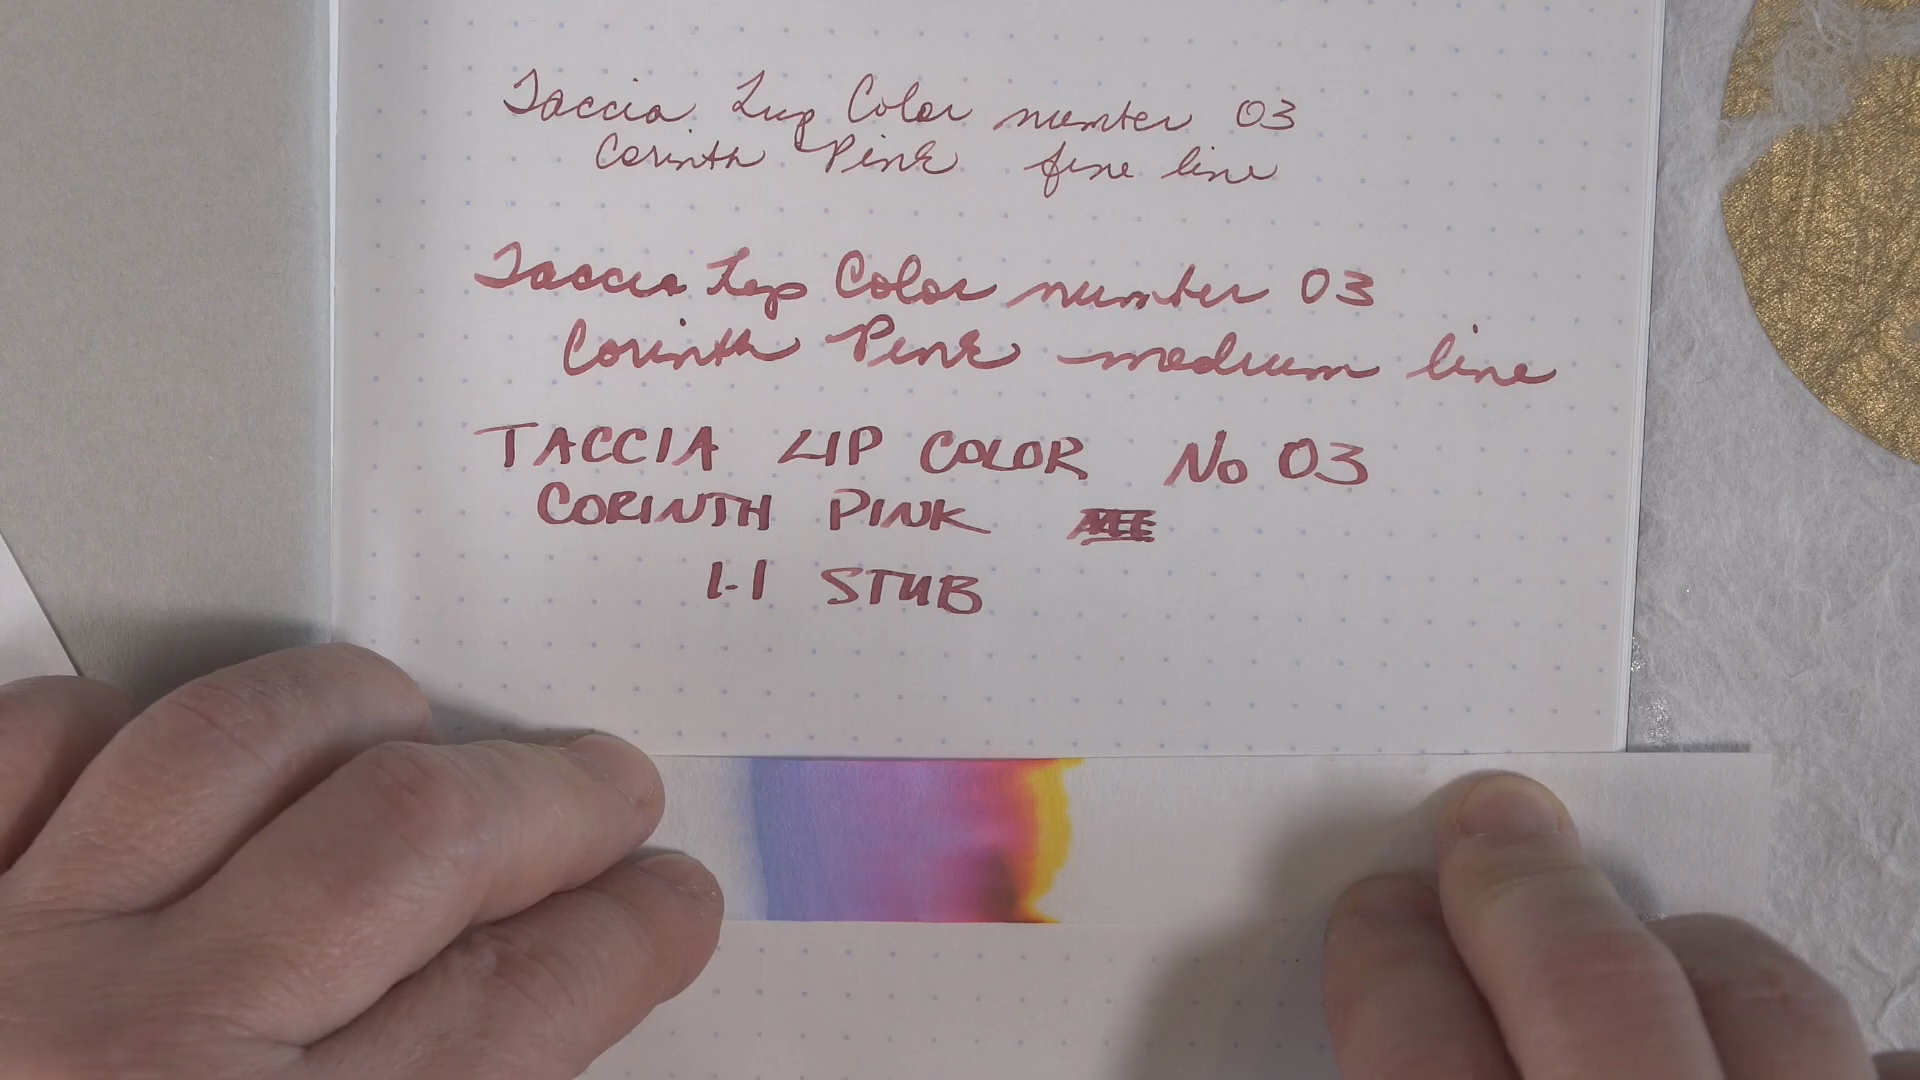 Taccia Lip Color number 03
Corinth Pink fine line
Taccia Lip Color number 03
Corinth Pink medium line
TACCIA LIP COLOR No 03
CORINTH PINK
1.1 STUB